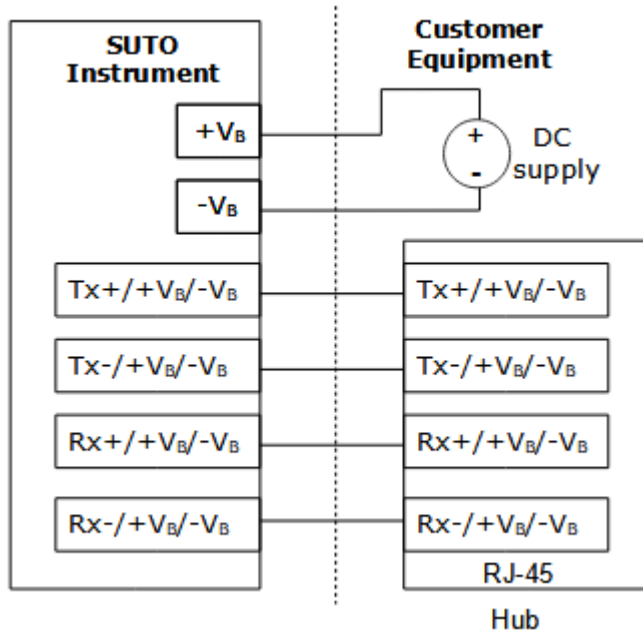 SUTO
Instrument
Customer
Equipment
+VB
+
-
DC
supply
-VB
Tx+/+VB/-VB
Tx+/+VB/-VB
Tx-/+VB/-VB
Tx-/+VB/-VB
Rx+/+VB/-VB
Rx+/+VB/-VB
Rx-/+VB/-VB
Rx-/+VB/-VB
RJ-45
Hub